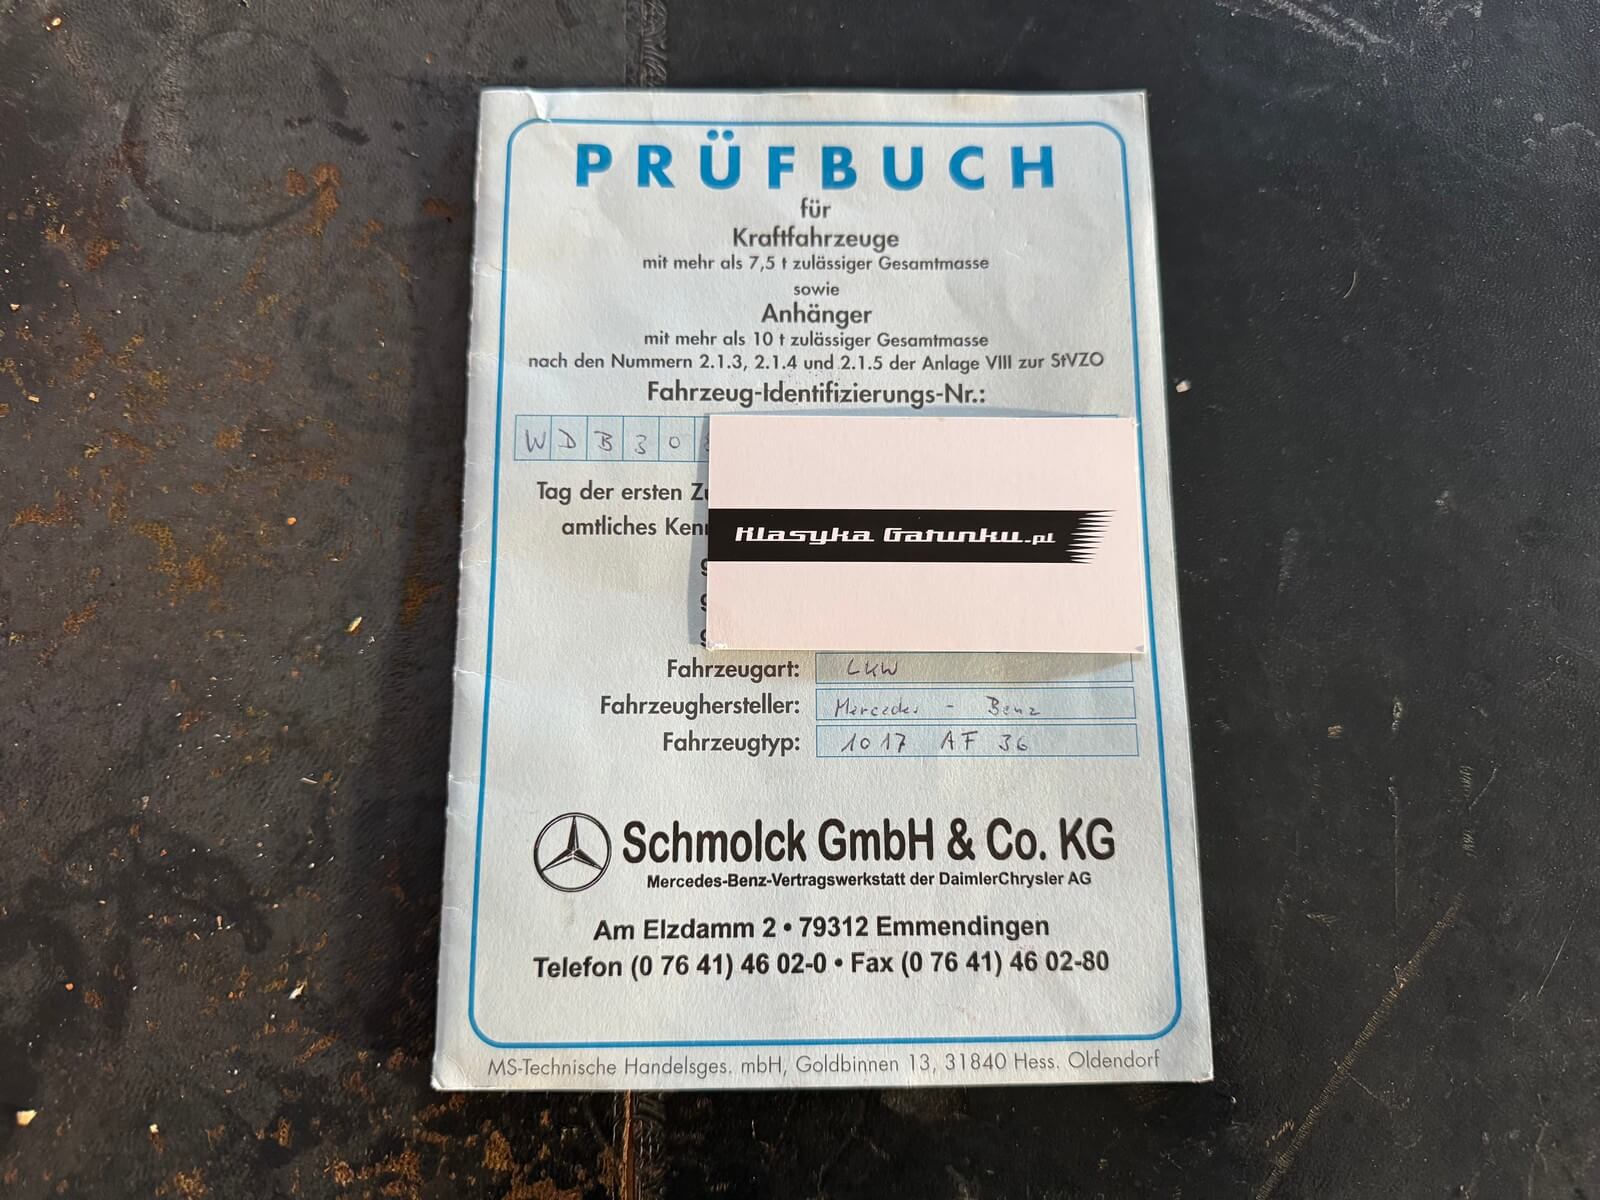 PRÜFBUCH
für
Kraftfahrzeuge
mit mehr als 7,5 t zulässiger Gesamtmasse
sowie
Anhänger
mit mehr als 10 t zulässiger Gesamtmasse
nach den Nummern 2.1.3, 2.1.4 und 2.1.5 der Anlage VIII zur StVZO
Fahrzeug-Identifizierungs-Nr.:
WDB30
Tag der ersten
amtliches
Klasyka Gatunku.pl
Fahrzeugart: LKW
Fahrzeughersteller: Mercedes - Benz
Fahrzeugtyp: 1017 AF 36
Schmolck GmbH & Co. KG
Mercedes-Benz-Vertragswerkstatt der DaimlerChrysler AG
Am Elzdamm 2 • 79312 Emmendingen
Telefon (0 76 41) 46 02-0 • Fax (0 76 41) 46 02-80
MS-Technische Handelsges. mbH, Goldbinnen 13, 31840 Hess. Oldendorf